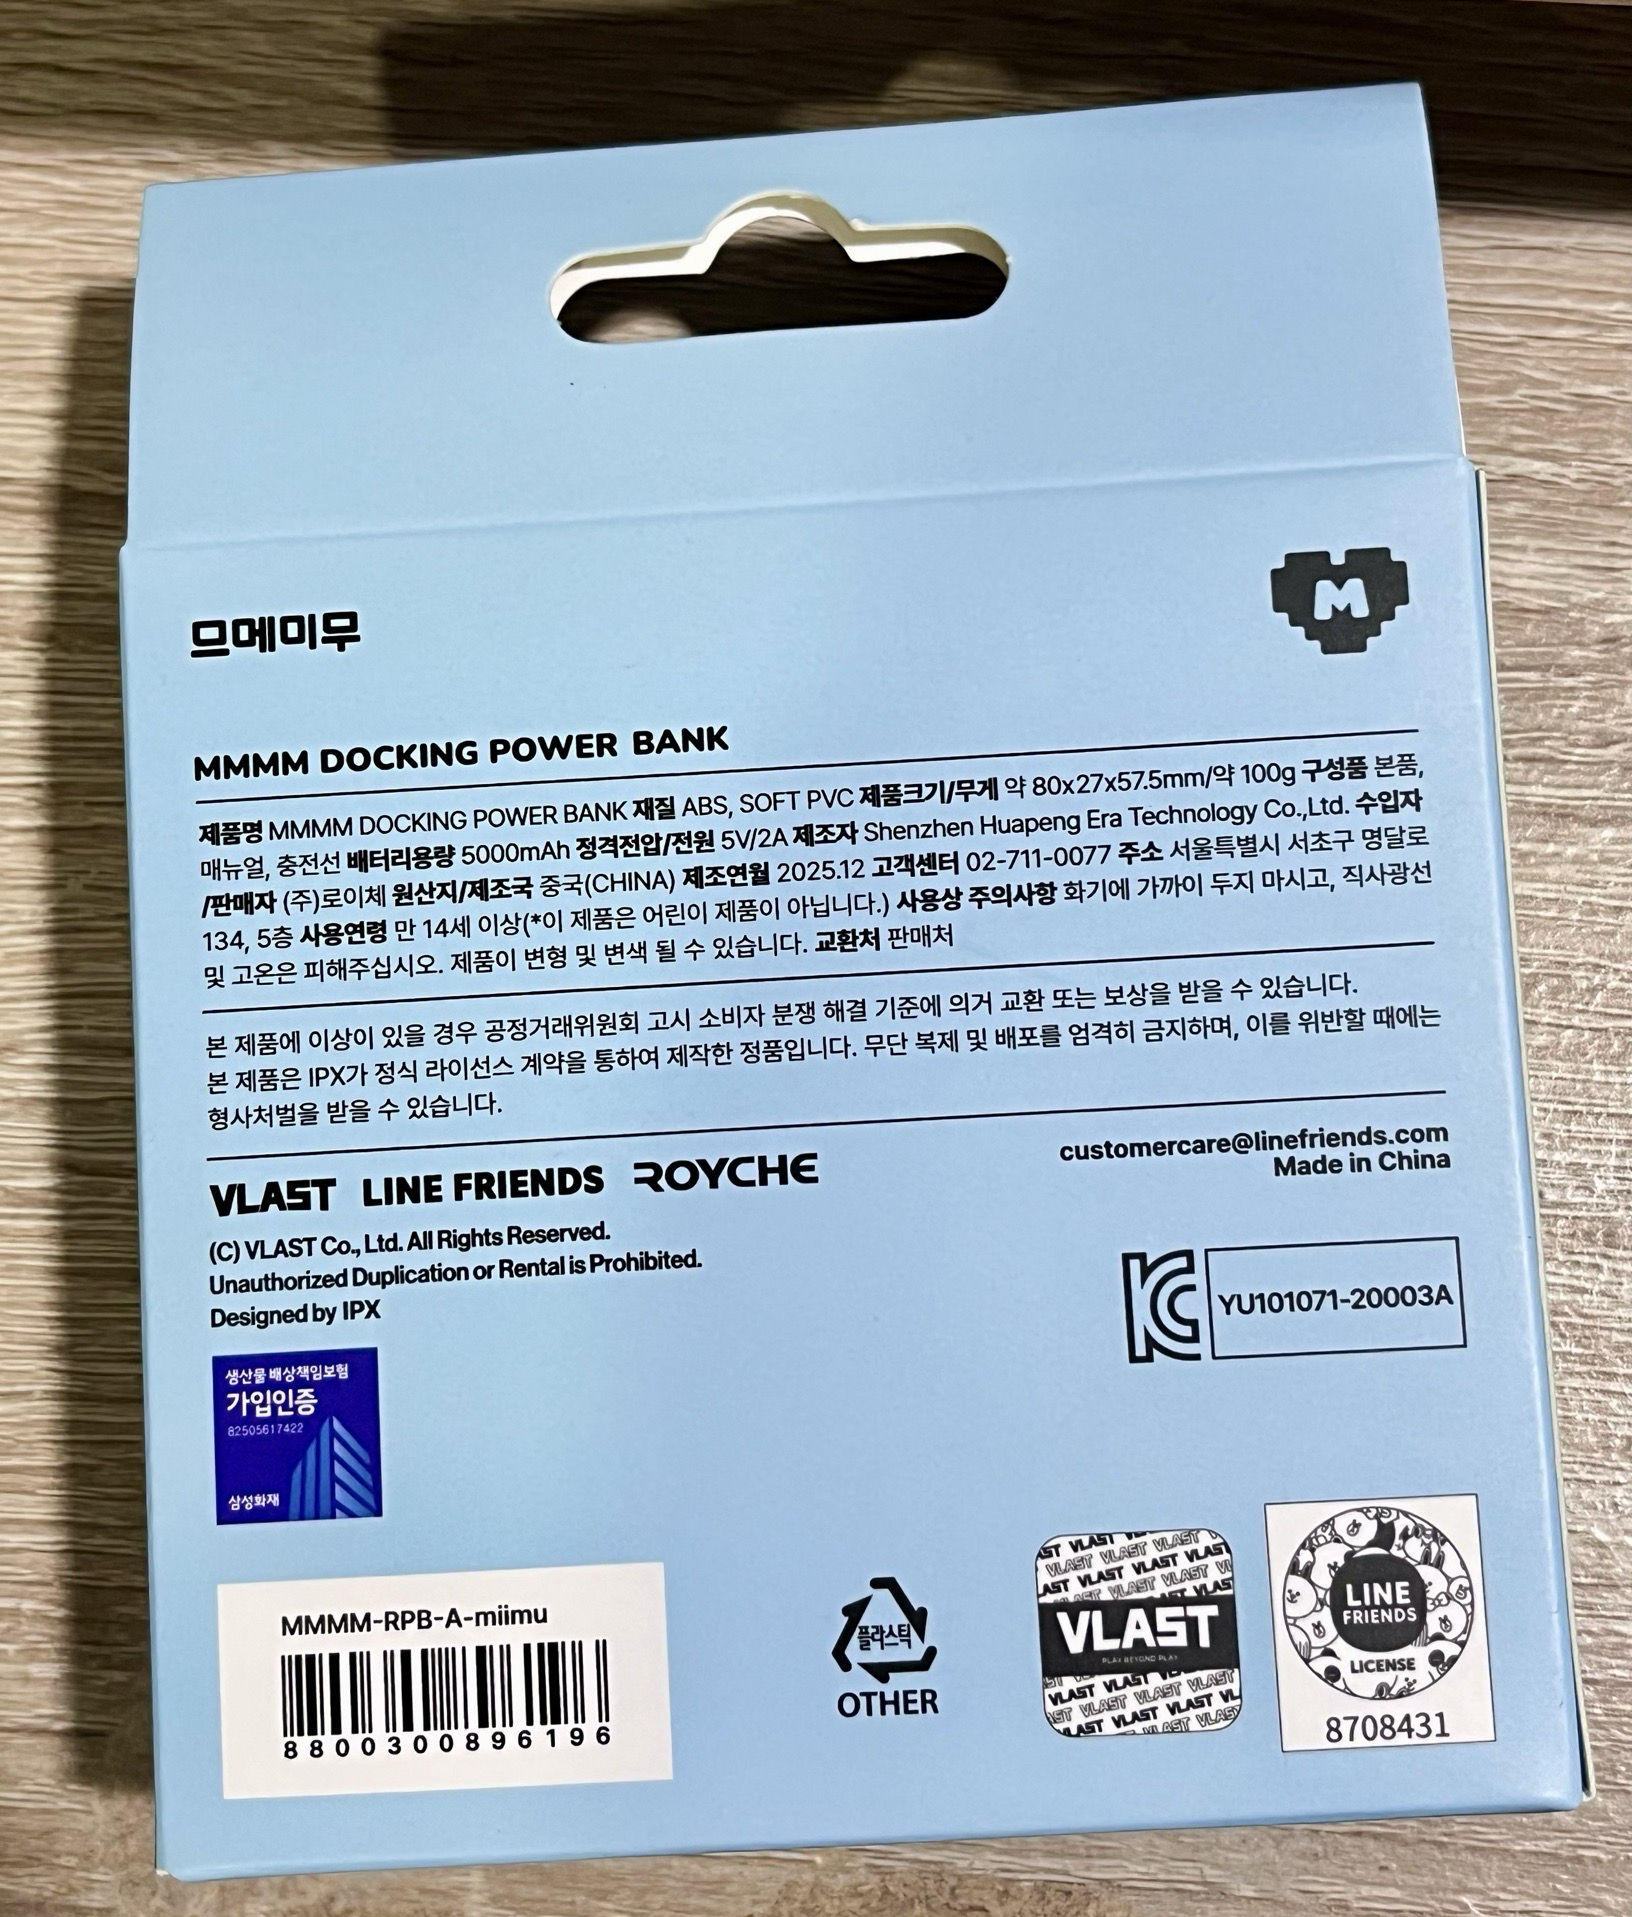 므메미무
M
MMMM DOCKING POWER BANK
제품명 MMMM DOCKING POWER BANK 재질 ABS, SOFT PVC 제품크기/무게 약 80x27x57.5mm/약 100g 구성품 본품,
매뉴얼, 충전선 배터리용량 5000mAh 정격전압/전원 5V/2A 제조자 Shenzhen Huapeng Era Technology Co.,Ltd. 수입자
/판매자 (주)로이체 원산지/제조국 중국(CHINA) 제조연월 2025.12 고객센터 02-711-0077 주소 서울특별시 서초구 명달로
134, 5층 사용연령 만 14세 이상(*이 제품은 어린이 제품이 아닙니다.) 사용상 주의사항 화기에 가까이 두지 마시고, 직사광선
및 고온은 피해주십시오. 제품이 변형 및 변색 될 수 있습니다. 교환처 판매처
본 제품에 이상이 있을 경우 공정거래위원회 고시 소비자 분쟁 해결 기준에 의거 교환 또는 보상을 받을 수 있습니다.
본 제품은 IPX가 정식 라이선스 계약을 통하여 제작한 정품입니다. 무단 복제 및 배포를 엄격히 금지하며, 이를 위반할 때에는
형사처벌을 받을 수 있습니다.
VLAST LINE FRIENDS ROYCHE
customercare@linefriends.com
Made in China
(C) VLAST Co., Ltd. All Rights Reserved.
Unauthorized Duplication or Rental is Prohibited.
Designed by IPX
KC YU101071-20003A
생산물 배상책임보험
가입인증
82505617422
삼성화재
MMMM-RPB-A-miimu
8800300896196
플라스틱
OTHER
VLAST
PLAY BEYOND PLAY
LINE
FRIENDS
LICENSE
8708431